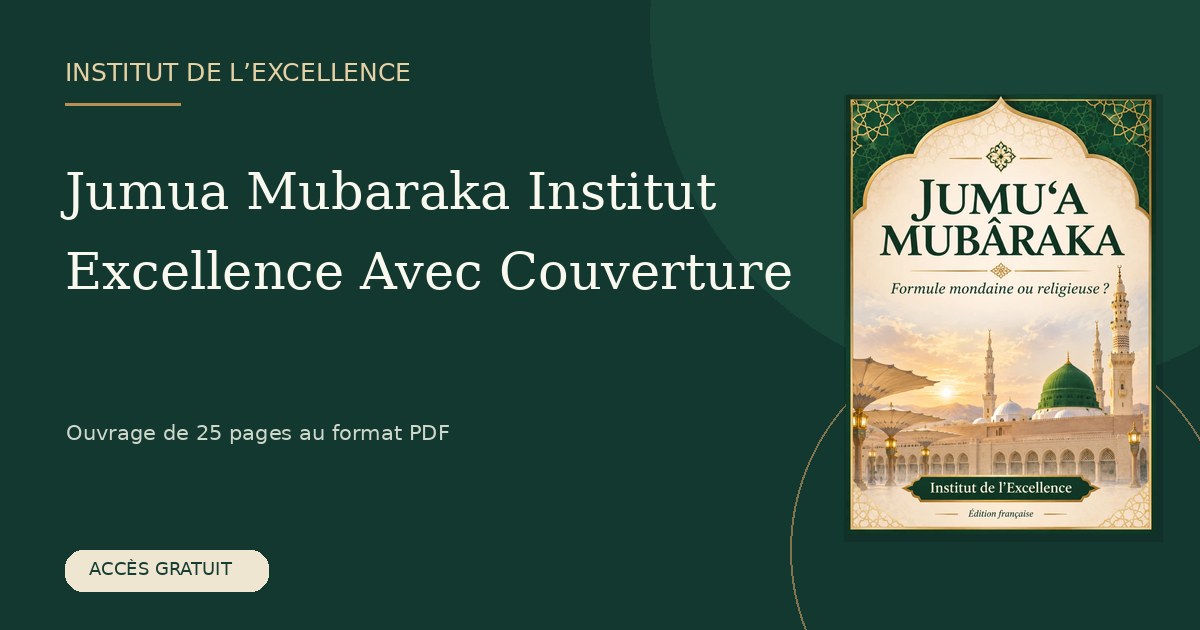 INSTITUT DE L’EXCELLENCE
Jumua Mubaraka Institut
Excellence Avec Couverture
Ouvrage de 25 pages au format PDF
ACCÈS GRATUIT
JUMU‘A
MUBÂRAKA
Formule mondaine ou religieuse ?
Institut de l’Excellence
Édition française